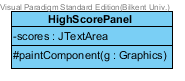 Visual Paradigm Standard Edition(Bilkent Univ.)
HighScorePanel
-scores : JTextArea
#paintComponent(g : Graphics)